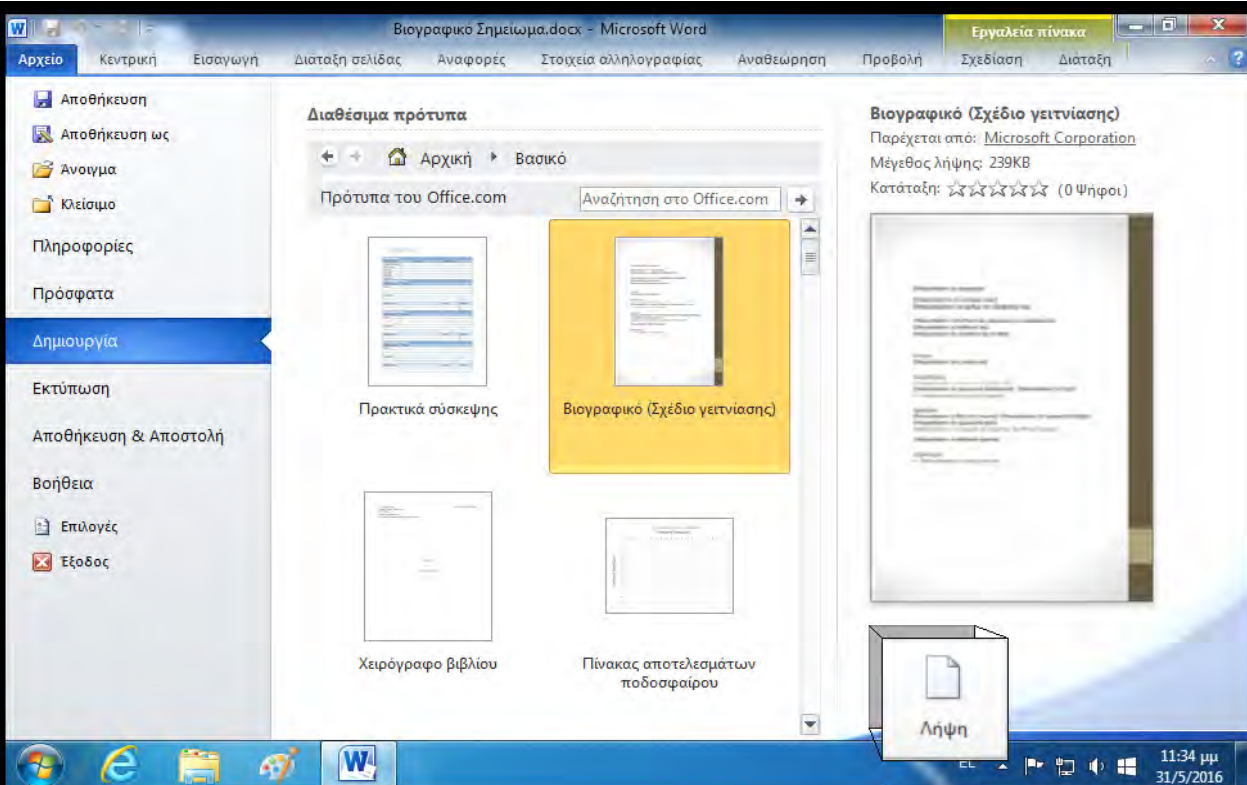 Βιογραφικό Σημείωμα.docx - Microsoft Word
Εργαλεία πίνακα
Αρχείο Κεντρική Εισαγωγή Διάταξη σελίδας Αναφορές Στοιχεία αλληλογραφίας Αναθεώρηση Προβολή Σχεδίαση Διάταξη
Αποθήκευση
Αποθήκευση ως
Άνοιγμα
Κλείσιμο
Πληροφορίες
Πρόσφατα
Δημιουργία
Εκτύπωση
Αποθήκευση & Αποστολή
Βοήθεια
Επιλογές
Έξοδος
Διαθέσιμα πρότυπα
Αρχική Βασικό
Πρότυπα του Office.com Αναζήτηση στο Office.com
Πρακτικά σύσκεψης
Βιογραφικό (Σχέδιο γειτνίασης)
Χειρόγραφο βιβλίου
Πίνακας αποτελεσμάτων
ποδοσφαίρου
Βιογραφικό (Σχέδιο γειτνίασης)
Παρέχεται από: Microsoft Corporation
Μέγεθος λήψης: 239KB
Κατάταξη: (0 Ψήφοι)
Λήψη
EL
11:34 μμ
31/5/2016